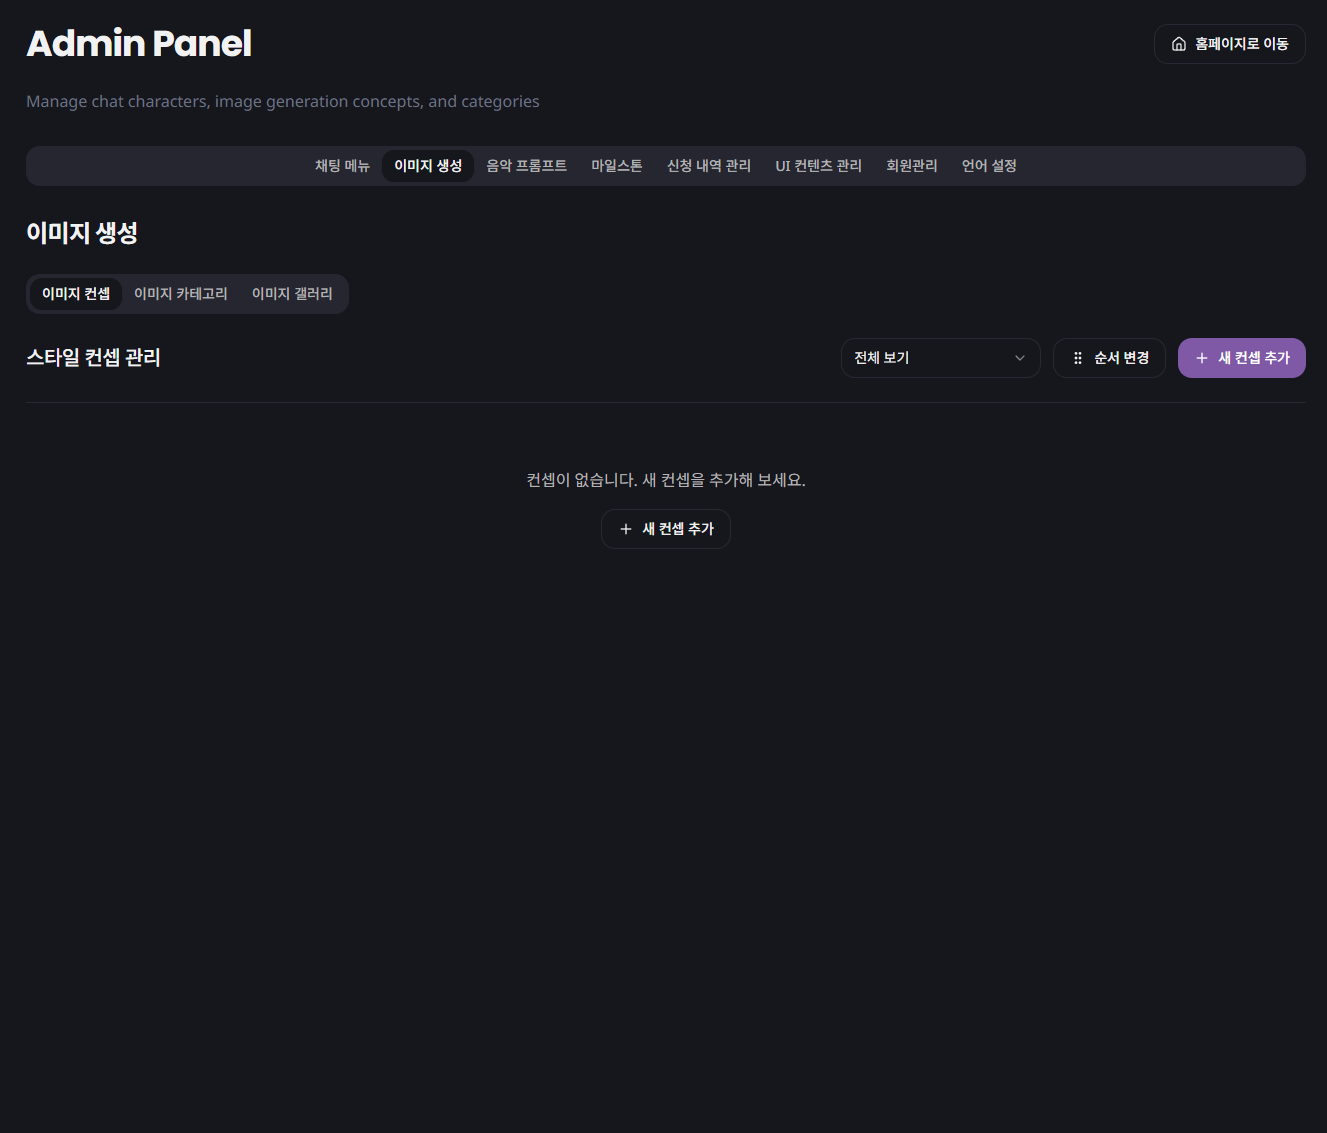 Admin Panel
홈페이지로 이동
Manage chat characters, image generation concepts, and categories
채팅 메뉴 이미지 생성 음악 프롬프트 마일스톤 신청 내역 관리 UI 컨텐츠 관리 회원관리 언어 설정
이미지 생성
이미지 컨셉 이미지 카테고리 이미지 갤러리
스타일 컨셉 관리
전체 보기 순서 변경 새 컨셉 추가
컨셉이 없습니다. 새 컨셉을 추가해 보세요.
새 컨셉 추가